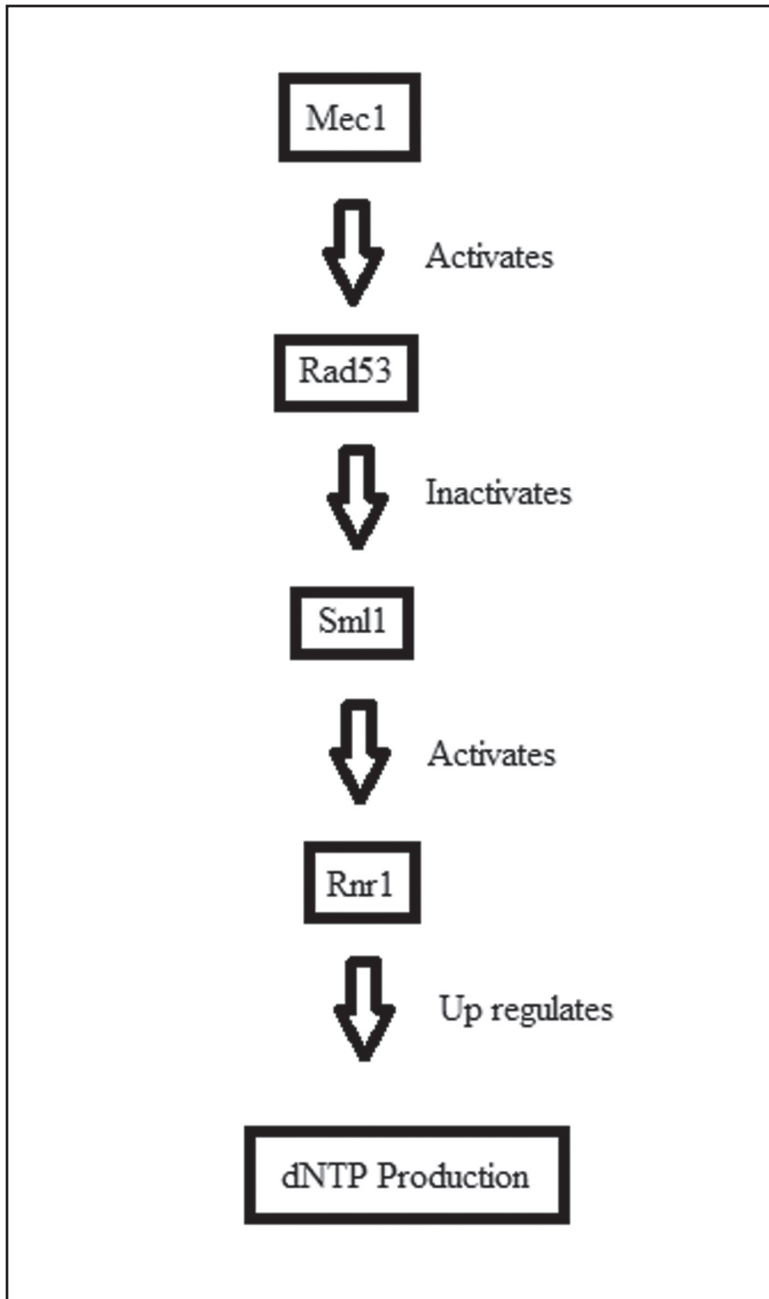 Mec1
Activates
Rad53
Inactivates
Sml1
Activates
Rnr1
Up regulates
dNTP Production